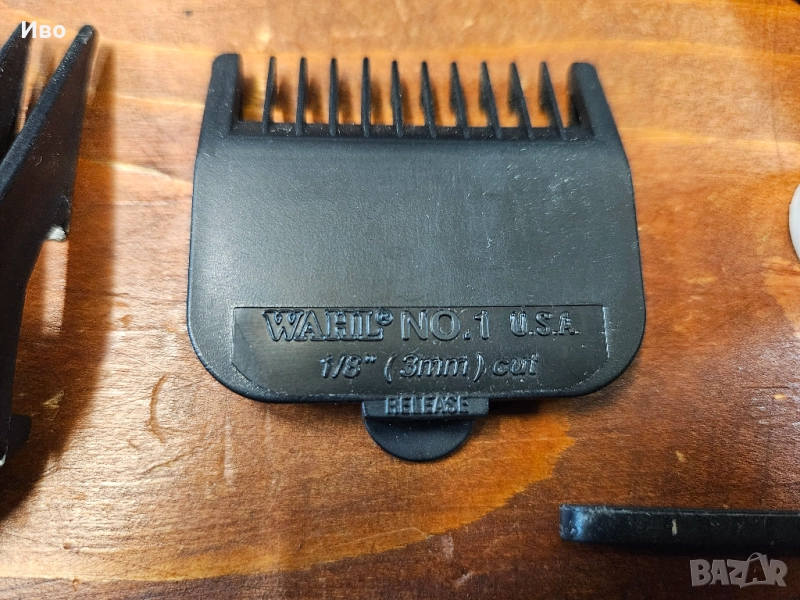 Иво
WAHL® NO.1 U.S.A.
1/8" (3mm) cut
RELEASE
BAZAR